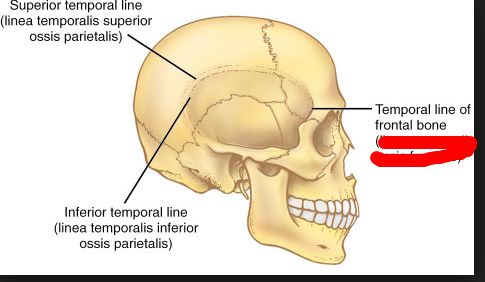 Superior temporal line
(linea temporalis superior
ossis parietalis)
Temporal line of
frontal bone
Inferior temporal line
(linea temporalis inferior
ossis parietalis)